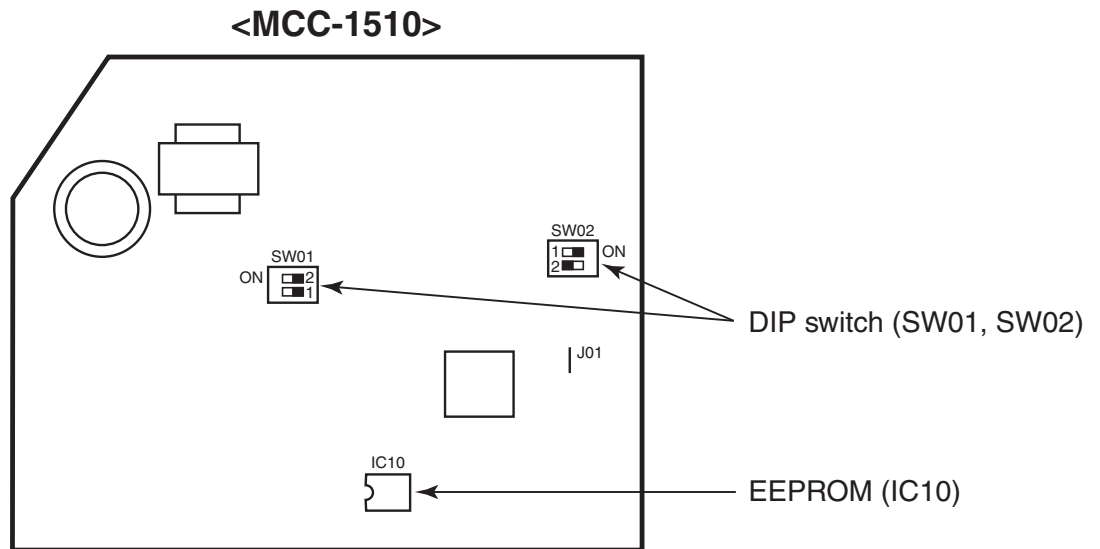 <MCC-1510>
SW02
1 ON
2
SW01
ON 2
1
DIP switch (SW01, SW02)
J01
IC10
EEPROM (IC10)